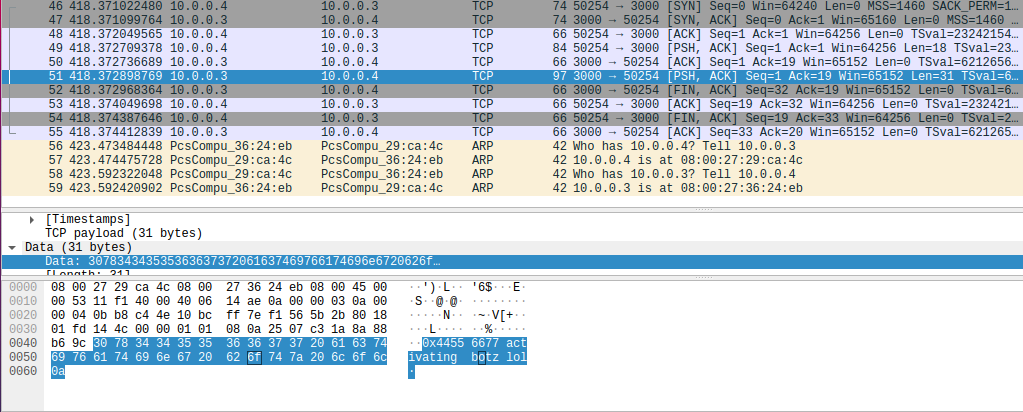 46 418.371022480 10.0.0.4 10.0.0.3 TCP 74 50254 → 3000 [SYN] Seq=0 Win=64240 Len=0 MSS=1460 SACK_PERM=1…
47 418.371099764 10.0.0.3 10.0.0.4 TCP 74 3000 → 50254 [SYN, ACK] Seq=0 Ack=1 Win=65160 Len=0 MSS=1460 …
48 418.372049565 10.0.0.4 10.0.0.3 TCP 66 50254 → 3000 [ACK] Seq=1 Ack=1 Win=64256 Len=0 TSval=23242154…
49 418.372709378 10.0.0.4 10.0.0.3 TCP 84 50254 → 3000 [PSH, ACK] Seq=1 Ack=1 Win=64256 Len=18 TSval=23…
50 418.372736689 10.0.0.3 10.0.0.4 TCP 66 3000 → 50254 [ACK] Seq=1 Ack=19 Win=65152 Len=0 TSval=6212656…
51 418.372898769 10.0.0.3 10.0.0.4 TCP 97 3000 → 50254 [PSH, ACK] Seq=1 Ack=19 Win=65152 Len=31 TSval=6…
52 418.372968364 10.0.0.3 10.0.0.4 TCP 66 3000 → 50254 [FIN, ACK] Seq=32 Ack=19 Win=65152 Len=0 TSval=6…
53 418.374049698 10.0.0.4 10.0.0.3 TCP 66 50254 → 3000 [ACK] Seq=19 Ack=32 Win=64256 Len=0 TSval=232421…
54 418.374387646 10.0.0.4 10.0.0.3 TCP 66 50254 → 3000 [FIN, ACK] Seq=19 Ack=33 Win=64256 Len=0 TSval=2…
55 418.374412839 10.0.0.3 10.0.0.4 TCP 66 3000 → 50254 [ACK] Seq=33 Ack=20 Win=65152 Len=0 TSval=621265…
56 423.473484448 PcsCompu_36:24:eb PcsCompu_29:ca:4c ARP 42 Who has 10.0.0.4? Tell 10.0.0.3
57 423.474475728 PcsCompu_29:ca:4c PcsCompu_36:24:eb ARP 42 10.0.0.4 is at 08:00:27:29:ca:4c
58 423.592322048 PcsCompu_29:ca:4c PcsCompu_36:24:eb ARP 42 Who has 10.0.0.3? Tell 10.0.0.4
59 423.592420902 PcsCompu_36:24:eb PcsCompu_29:ca:4c ARP 42 10.0.0.3 is at 08:00:27:36:24:eb
[Timestamps]
TCP payload (31 bytes)
Data (31 bytes)
Data: 307834343535363637372061637469766174696e6720626f…
[Length: 31]
0000 08 00 27 29 ca 4c 08 00 27 36 24 eb 08 00 45 00 ··')·L·· '6$···E·
0010 00 53 11 f1 40 00 40 06 14 ae 0a 00 00 03 0a 00 ·S··@·@· ········
0020 00 04 0b b8 c4 4e 10 bc ff 7e f1 56 5b 2b 80 18 ·····N·· ·~·V[+··
0030 01 fd 14 4c 00 00 01 01 08 0a 25 07 c3 1a 8a 88 ···L···· ··%·····
0040 b6 9c 30 78 34 34 35 35 36 36 37 37 20 61 63 74 ··0x4455 6677 act
0050 69 76 61 74 69 6e 67 20 62 6f 74 7a 20 6c 6f 6c ivating botz lol
0060 0a ·